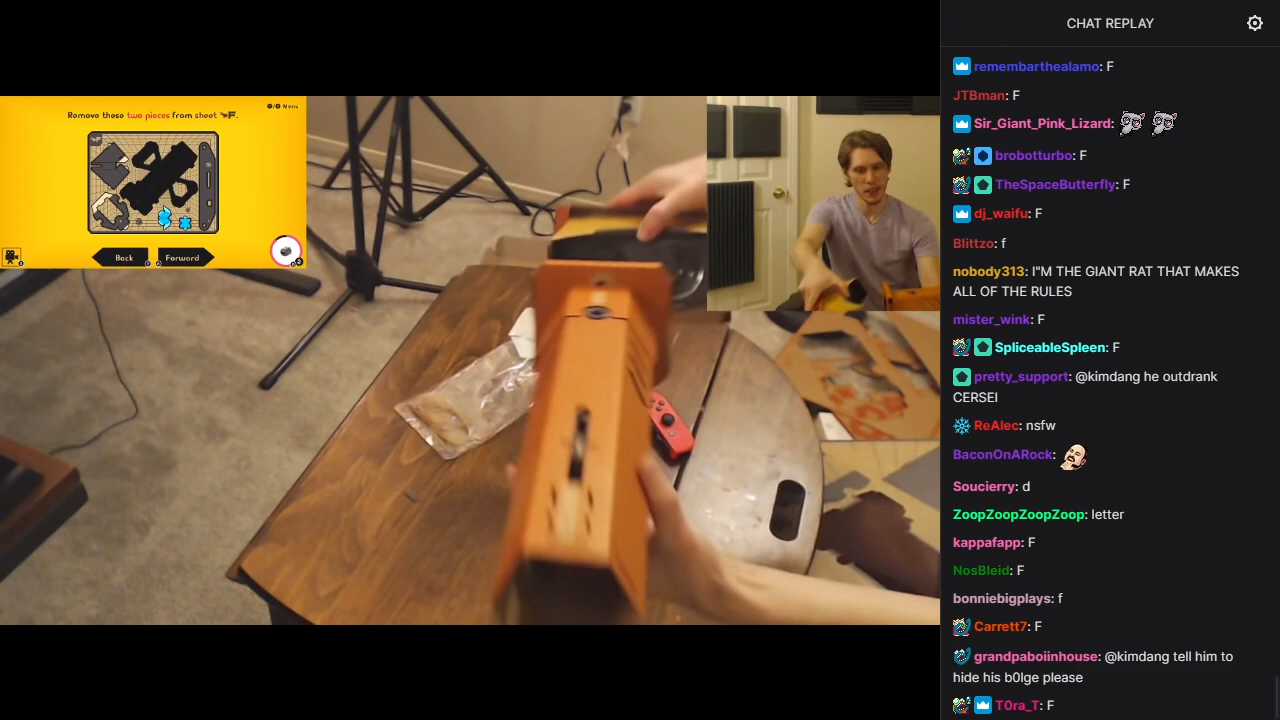 Menu
Remove these two pieces from sheet
Back
Forward
CHAT REPLAY
remembarthealamo: F
JTBman: F
Sir_Giant_Pink_Lizard:
brobotturbo: F
TheSpaceButterfly: F
dj_waifu: F
Blittzo: f
nobody313: I"M THE GIANT RAT THAT MAKES
ALL OF THE RULES
mister_wink: F
SpliceableSpleen: F
pretty_support: @kimdang he outdrank
CERSEI
ReAlec: nsfw
BaconOnARock:
Soucierry: d
ZoopZoopZoopZoop: letter
kappafapp: F
NosBleid: F
bonniebigplays: f
Carrett7: F
grandpaboiinhouse: @kimdang tell him to
hide his b0lge please
T0ra_T: F